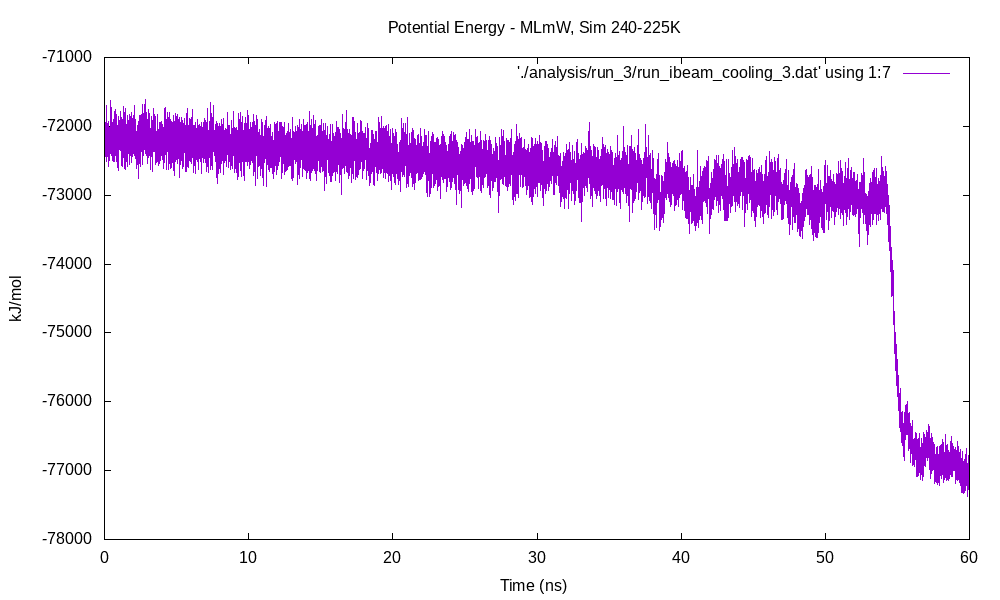 Potential Energy - MLmW, Sim 240-225K
'./analysis/run_3/run_ibeam_cooling_3.dat' using 1:7
-71000
-72000
-73000
-74000
-75000
-76000
-77000
-78000
kJ/mol
0 10 20 30 40 50 60
Time (ns)